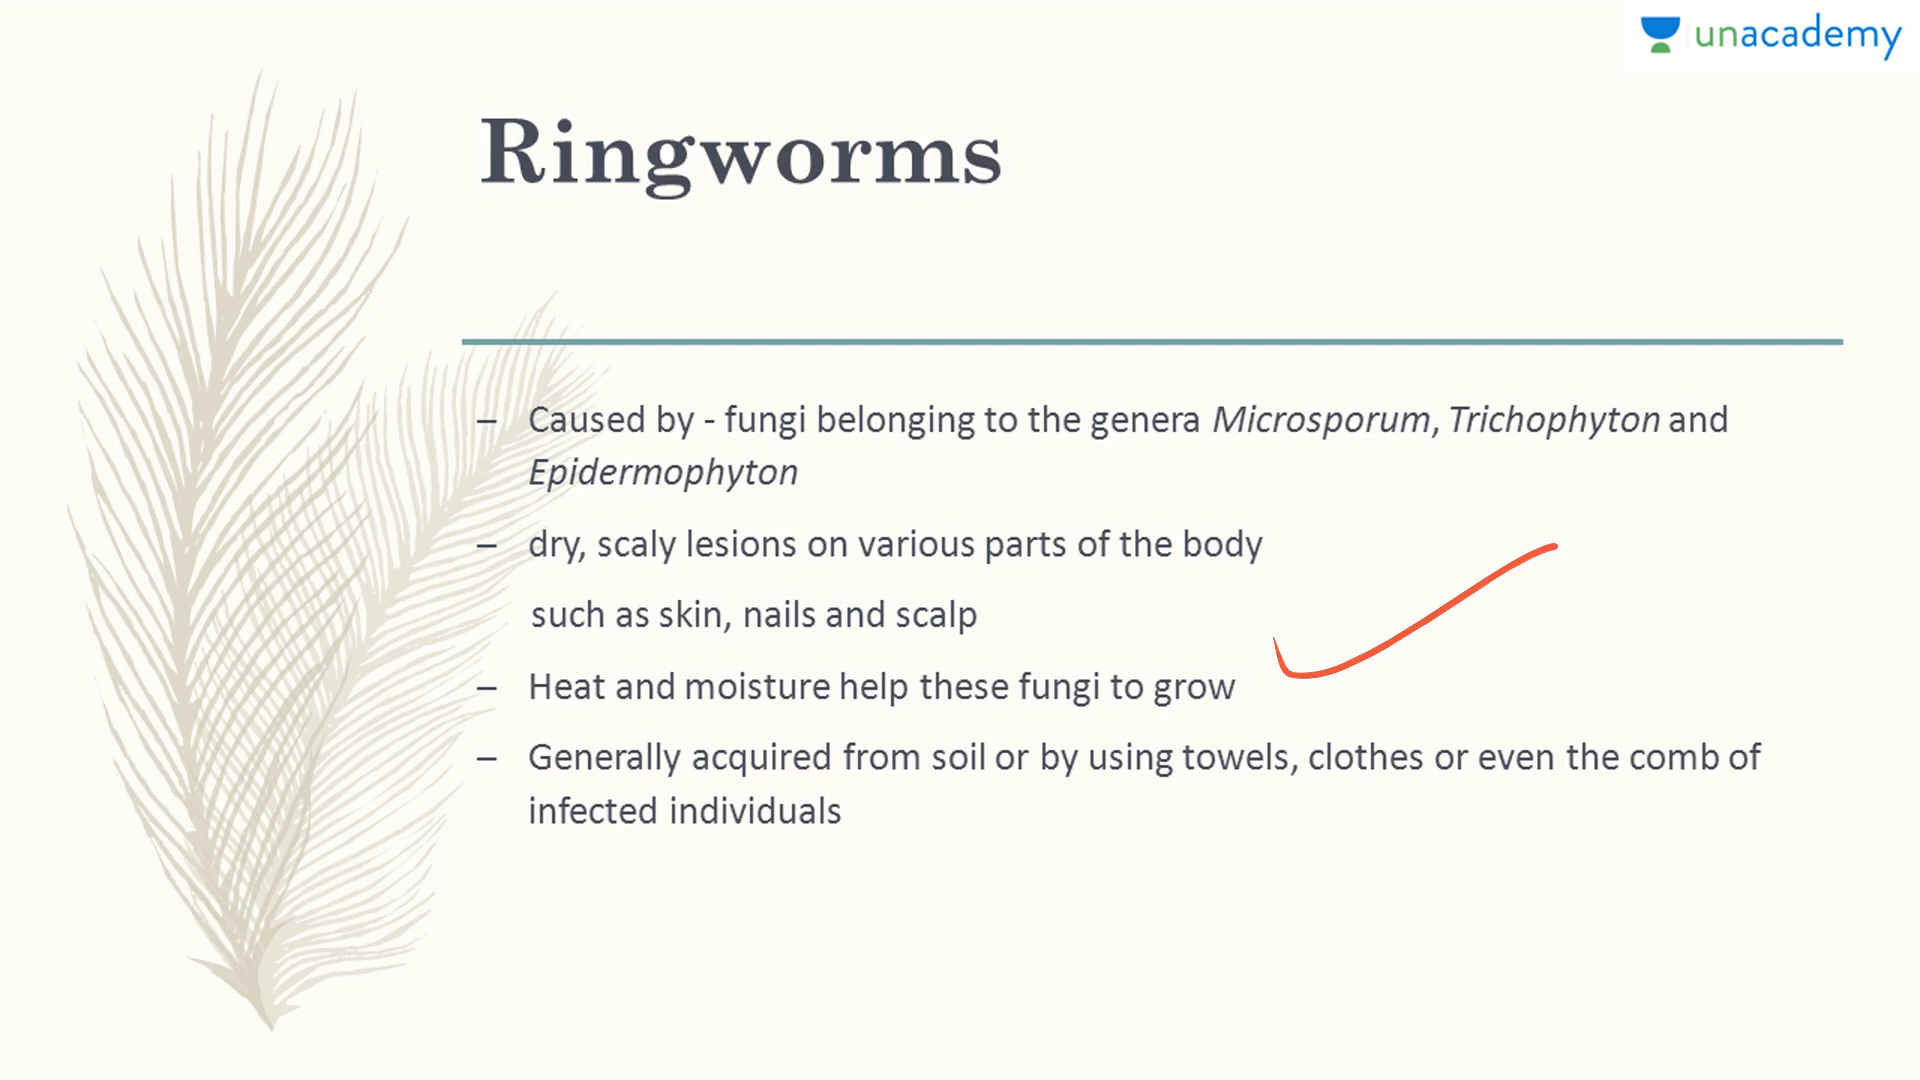 unacademy
Ringworms
– Caused by - fungi belonging to the genera Microsporum, Trichophyton and
Epidermophyton
– dry, scaly lesions on various parts of the body
such as skin, nails and scalp
– Heat and moisture help these fungi to grow
– Generally acquired from soil or by using towels, clothes or even the comb of
infected individuals